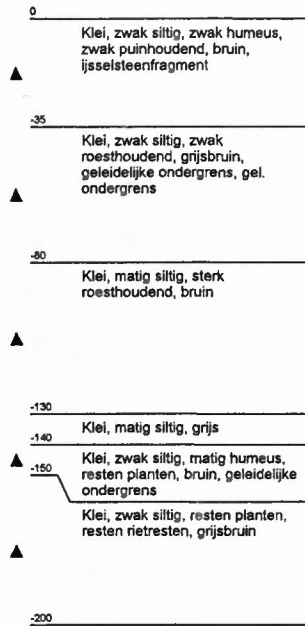 0
Klei, zwak siltig, zwak humeus,
zwak puinhoudend, bruin,
ijsselsteenfragment
-35
Klei, zwak siltig, zwak
roesthoudend, grijsbruin,
geleidelijke ondergrens, gel.
ondergrens
-80
Klei, matig siltig, sterk
roesthoudend, bruin
-130
Klei, matig siltig, grijs
-140
Klei, zwak siltig, matig humeus,
resten planten, bruin, geleidelijke
ondergrens
-150
Klei, zwak siltig, resten planten,
resten rietresten, grijsbruin
-200